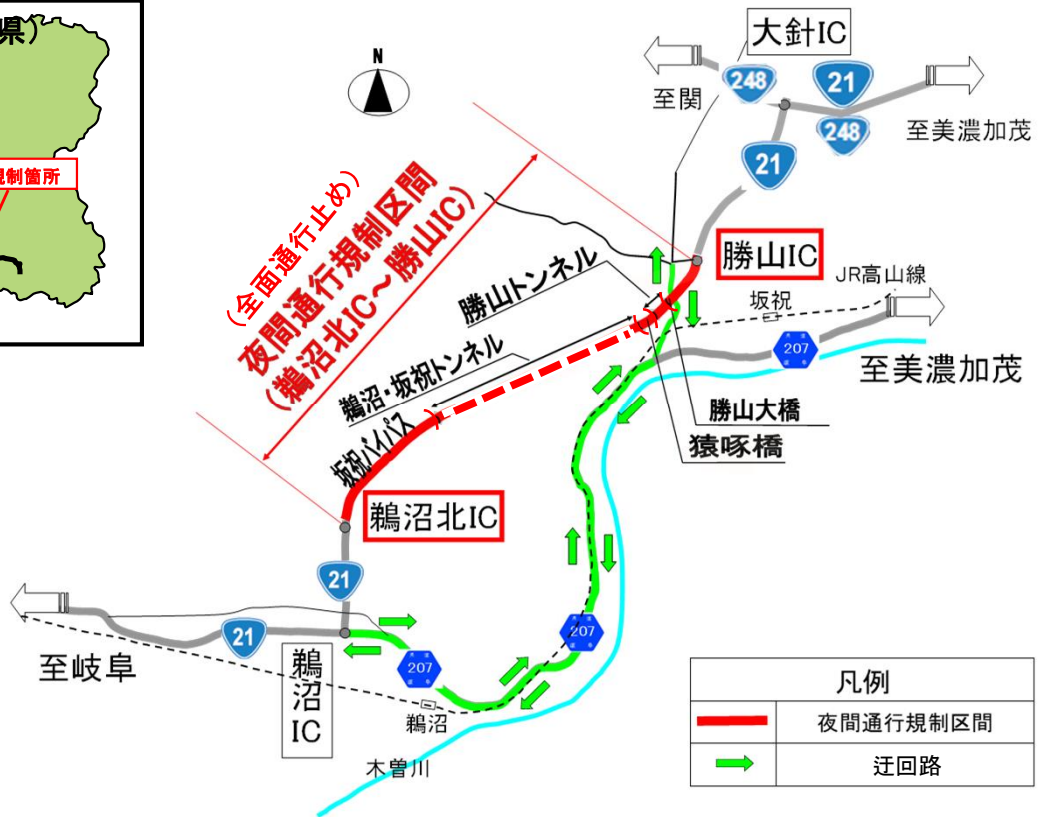 県）
規制箇所
N
大針IC
248
21
248
至関
至美濃加茂
21
(全面通行止め)
夜間通行規制区間
(鵜沼北IC～勝山IC)
勝山IC
JR高山線
坂祝
勝山トンネル
207
至美濃加茂
鵜沼・坂祝トンネル
勝山大橋
猿啄橋
坂祝バイパス
鵜沼北IC
21
21
207
207
至岐阜
鵜沼IC
鵜沼
木曽川
凡例
夜間通行規制区間
迂回路